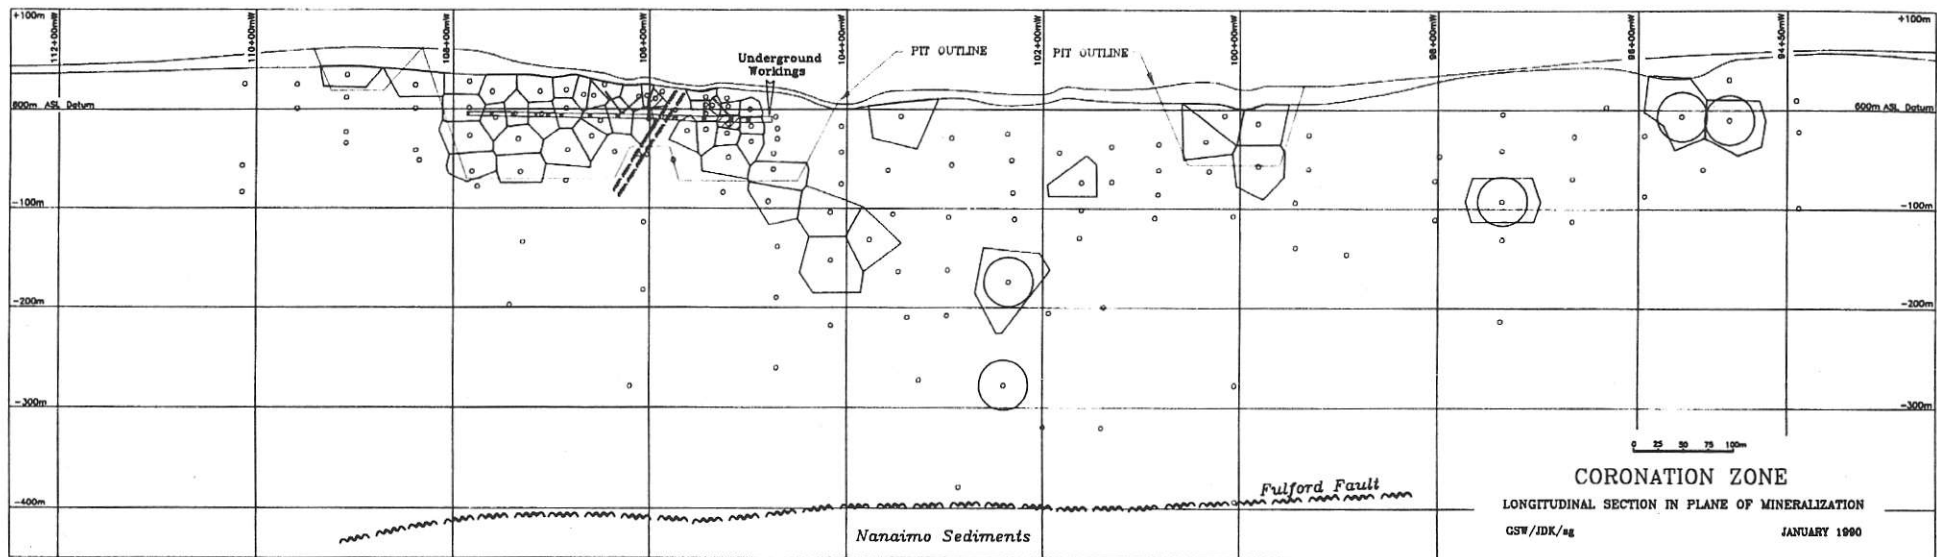 +100m
112+00mW
110+00mW
108+00mW
106+00mW
104+00mW
102+00mW
100+00mW
98+00mW
96+00mW
94+50mW
+100m
PIT OUTLINE
PIT OUTLINE
Underground
Workings
600m ASL Datum
600m ASL Datum
-100m
-100m
-200m
-200m
-300m
-300m
0 25 50 75 100m
CORONATION ZONE
-400m
Fulford Fault
LONGITUDINAL SECTION IN PLANE OF MINERALIZATION
Nanaimo Sediments
GSW/JDK/sg
JANUARY 1990